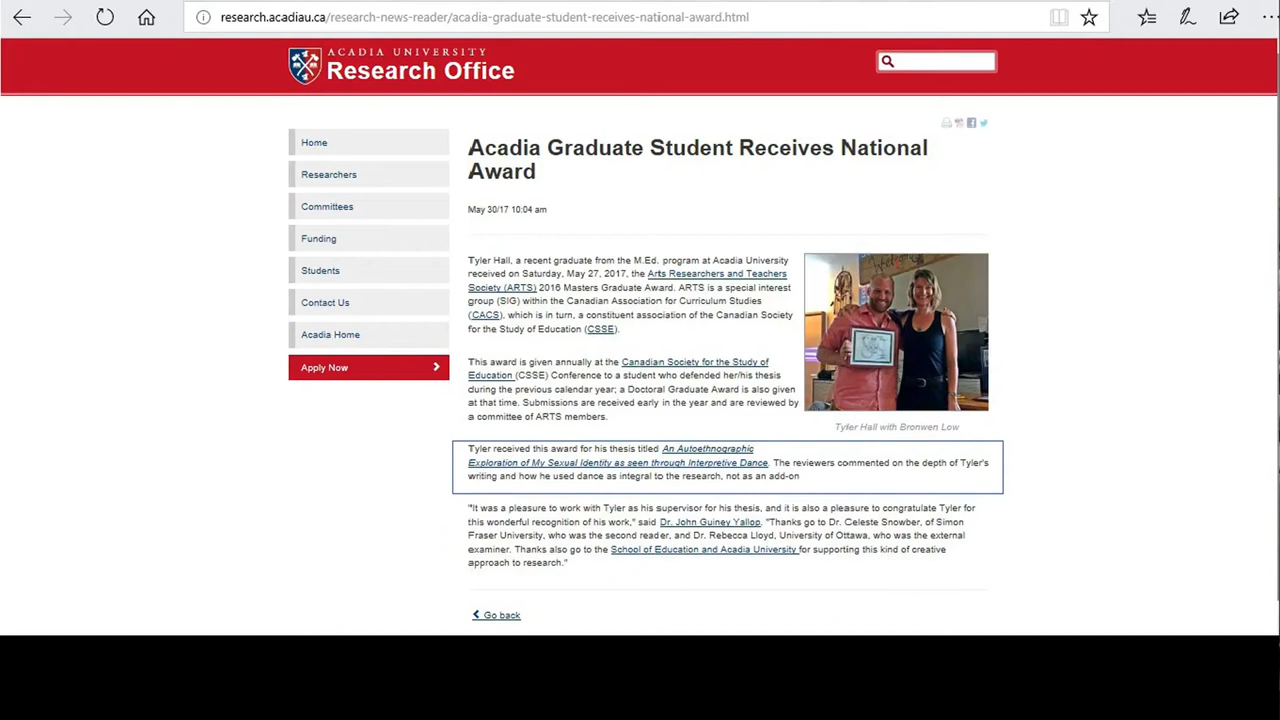 research.acadiau.ca/research-news-reader/acadia-graduate-student-receives-national-award.html
ACADIA UNIVERSITY
Research Office
Home
Researchers
Committees
Funding
Students
Contact Us
Acadia Home
Apply Now
Acadia Graduate Student Receives National
Award
May 30/17 10:04 am
Tyler Hall, a recent graduate from the M.Ed. program at Acadia University
received on Saturday, May 27, 2017, the Arts Researchers and Teachers
Society (ARTS) 2016 Masters Graduate Award. ARTS is a special interest
group (SIG) within the Canadian Association for Curriculum Studies
(CACS), which is in turn, a constituent association of the Canadian Society
for the Study of Education (CSSE).
This award is given annually at the Canadian Society for the Study of
Education (CSSE) Conference to a student who defended her/his thesis
during the previous calendar year; a Doctoral Graduate Award is also given
at that time. Submissions are received early in the year and are reviewed by
a committee of ARTS members.
Welcome
Tyler Hall with Bronwen Low
Tyler received this award for his thesis titled An Autoethnographic
Exploration of My Sexual Identity as seen through Interpretive Dance. The reviewers commented on the depth of Tyler's
writing and how he used dance as integral to the research, not as an add-on
"It was a pleasure to work with Tyler as his supervisor for his thesis, and it is also a pleasure to congratulate Tyler for
this wonderful recognition of his work," said Dr. John Guiney Yallop. "Thanks go to Dr. Celeste Snowber, of Simon
Fraser University, who was the second reader, and Dr. Rebecca Lloyd, University of Ottawa, who was the external
examiner. Thanks also go to the School of Education and Acadia University for supporting this kind of creative
approach to research."
Go back